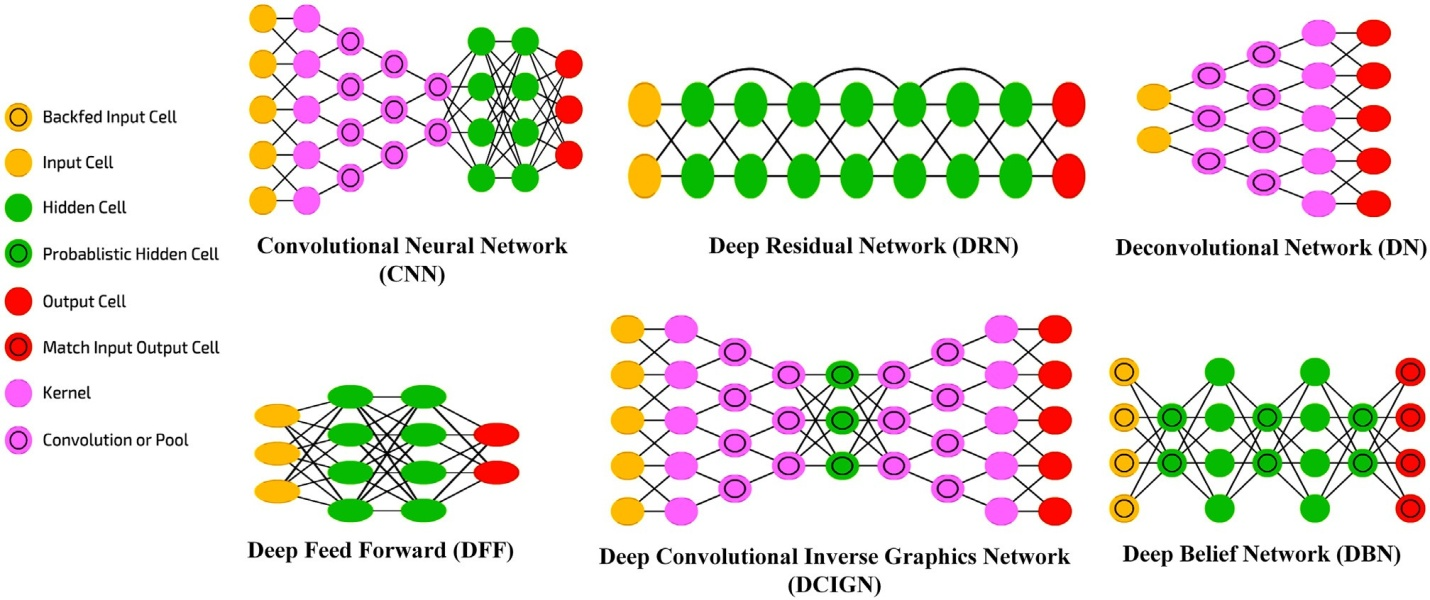 Backfed Input Cell
Input Cell
Hidden Cell
Probablistic Hidden Cell
Output Cell
Match Input Output Cell
Kernel
Convolution or Pool
Convolutional Neural Network
(CNN)
Deep Residual Network (DRN)
Deconvolutional Network (DN)
Deep Feed Forward (DFF)
Deep Convolutional Inverse Graphics Network
(DCIGN)
Deep Belief Network (DBN)